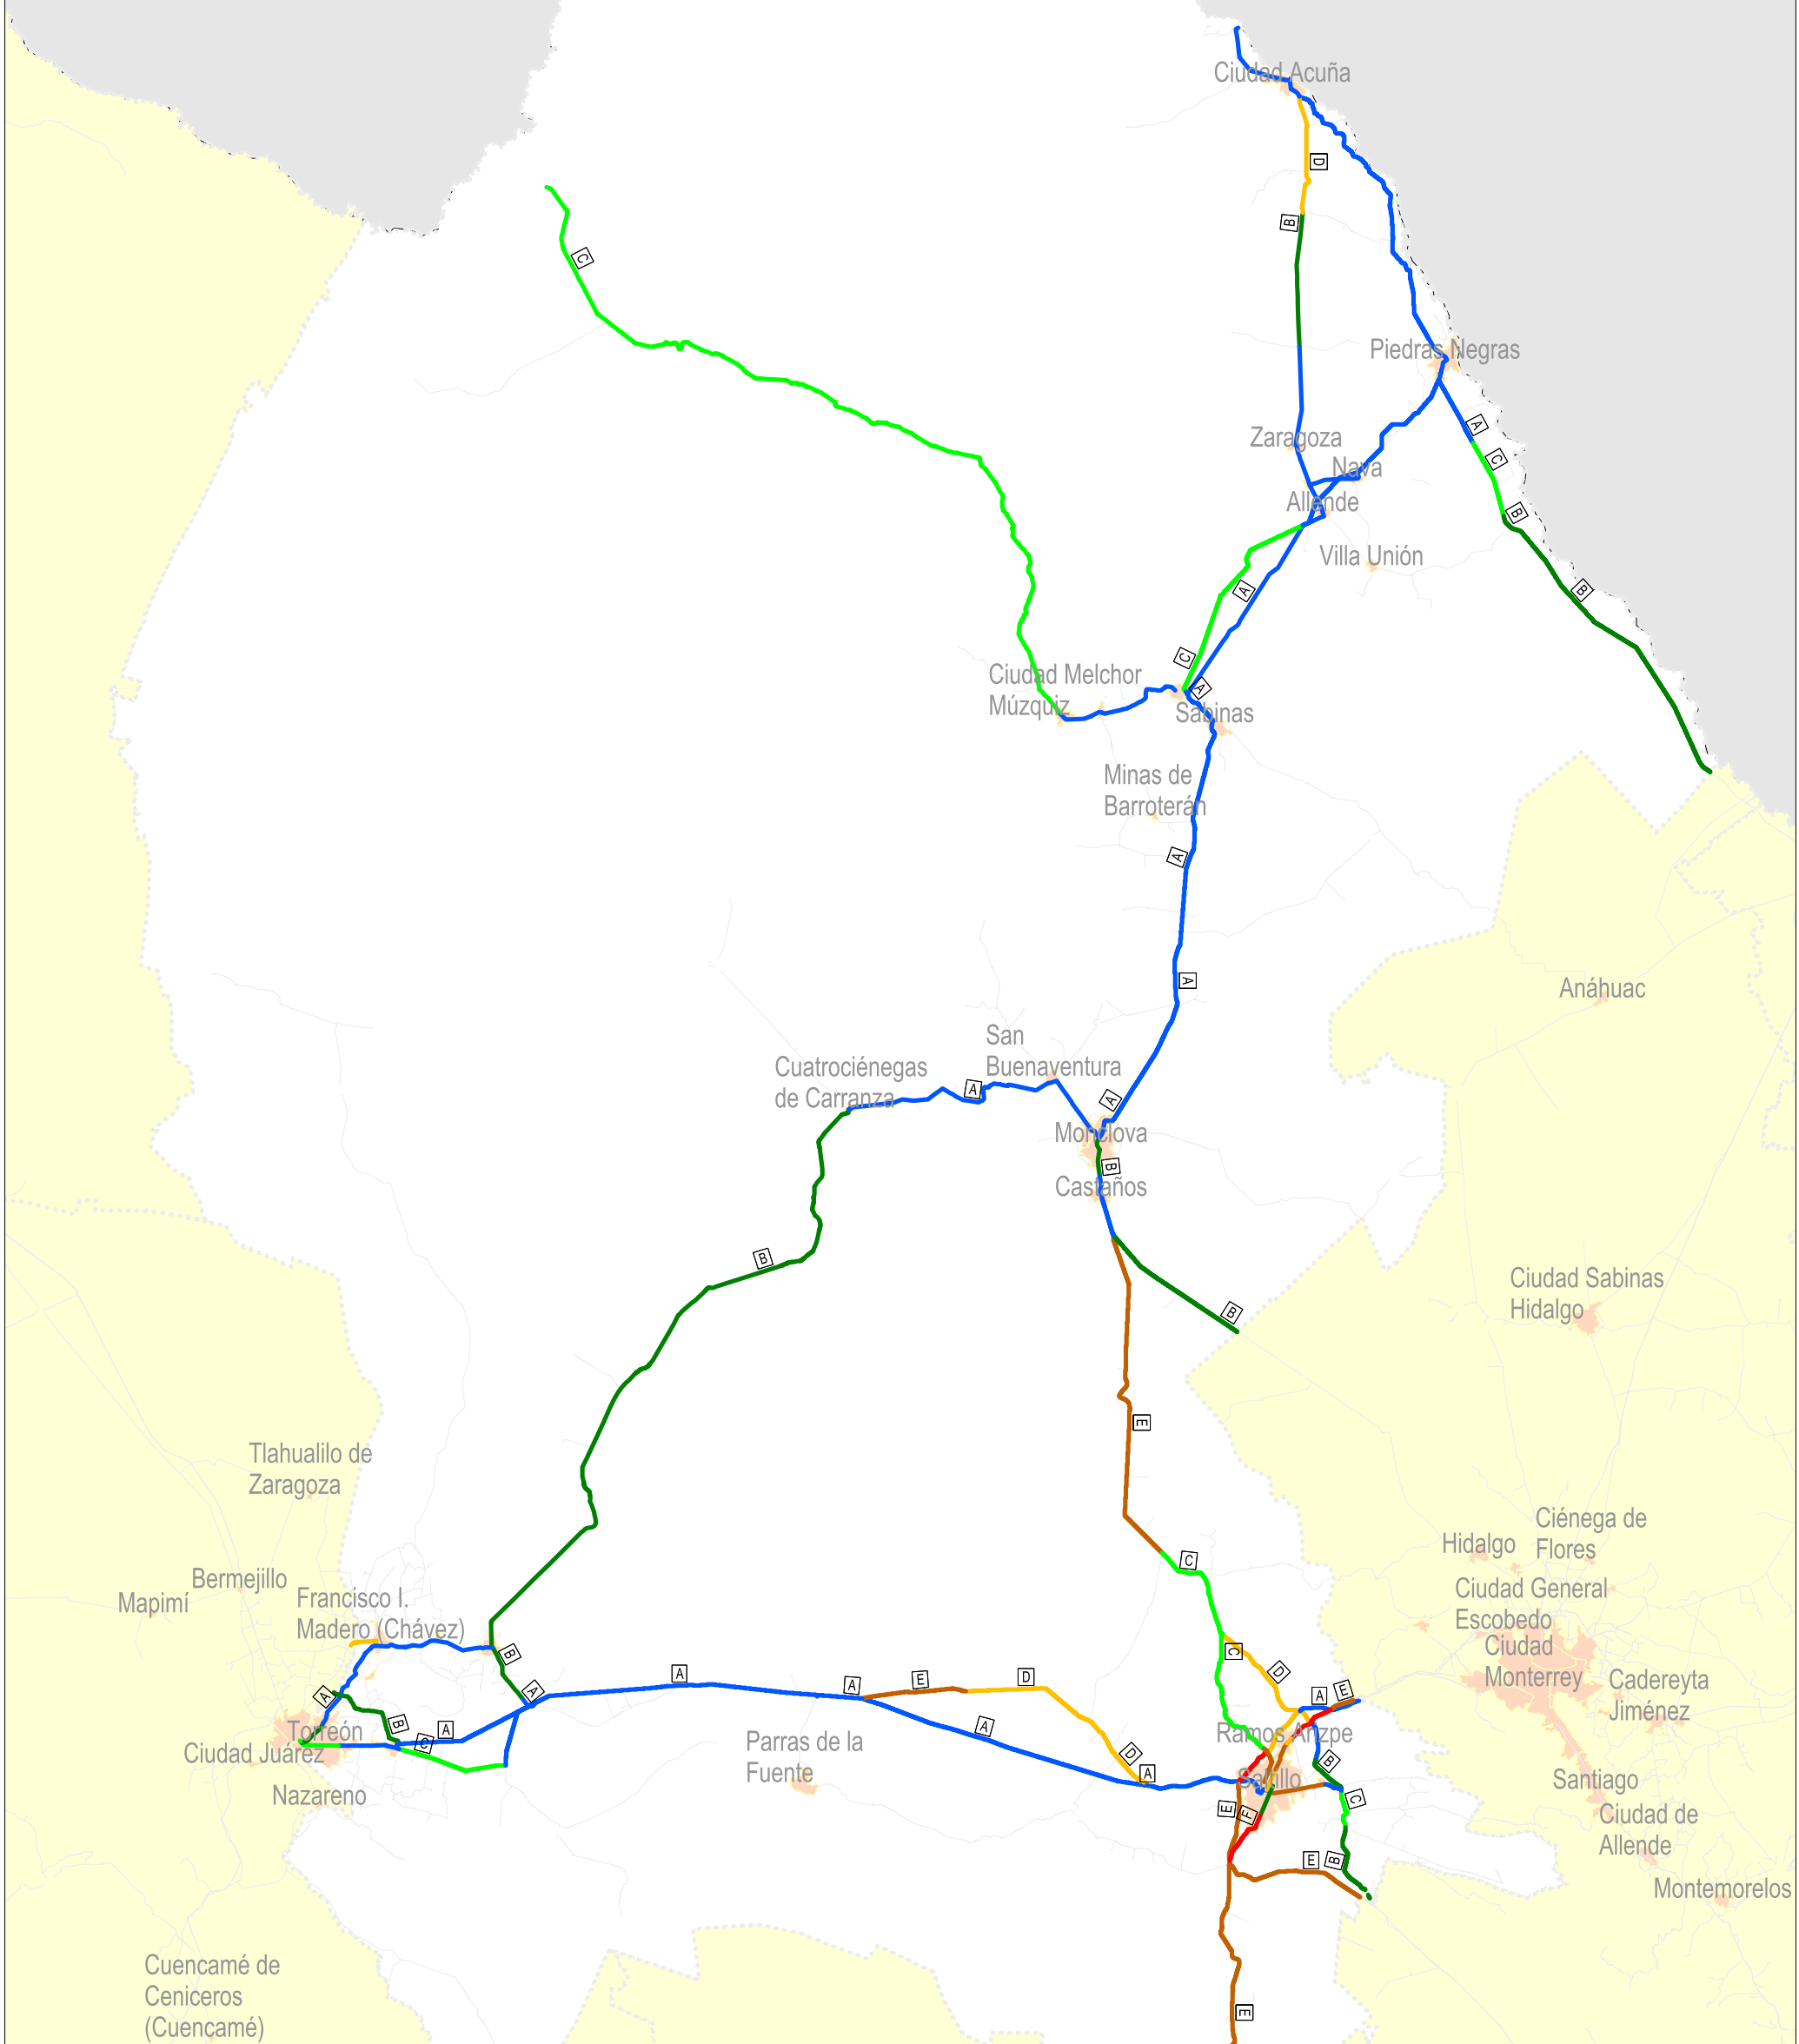 Ciudad Acuña
D
B
C
Piedras Negras
A
Zaragoza
C
Nava
Allende
B
Villa Unión
A
B
C
Ciudad Melchor
Múzquiz
A
Sabinas
Minas de
Barroterán
A
A
Anáhuac
San
Buenaventura
Cuatrociénegas
de Carranza
A
A
Monclova
B
Castaños
B
Ciudad Sabinas
Hidalgo
B
E
Tlahualilo de
Zaragoza
Ciénega de
Flores
Hidalgo
C
Bermejillo
Mapimí
Francisco I.
Madero (Chávez)
Ciudad General
Escobedo
Ciudad
Monterrey
B
C
D
A
E
D
A
A
A
A
E
Cadereyta
Jiménez
B
A
C
A
Torreón
Ciudad Juárez
Ramos Arizpe
Parras de la
Fuente
D
A
B
Saltillo
Santiago
Nazareno
C
E
F
Ciudad de
Allende
E
B
Montemorelos
Cuencamé de
Ceniceros
(Cuencamé)
E